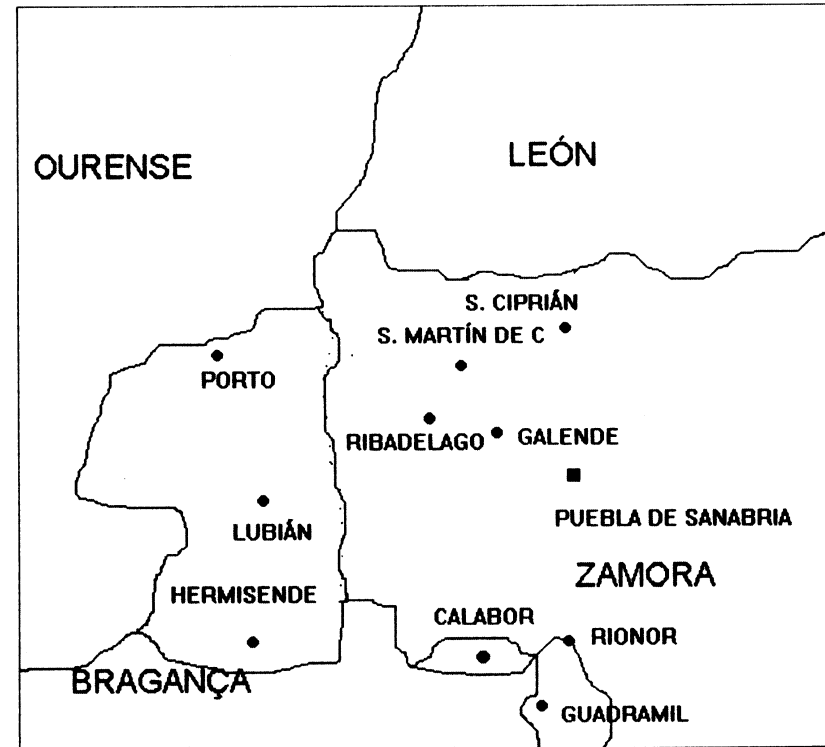 LEÓN
OURENSE
S. CIPRIÁN
S. MARTÍN DE C
PORTO
RIBADELAGO
GALENDE
PUEBLA DE SANABRIA
LUBIÁN
ZAMORA
HERMISENDE
CALABOR
RIONOR
BRAGANÇA
GUADRAMIL